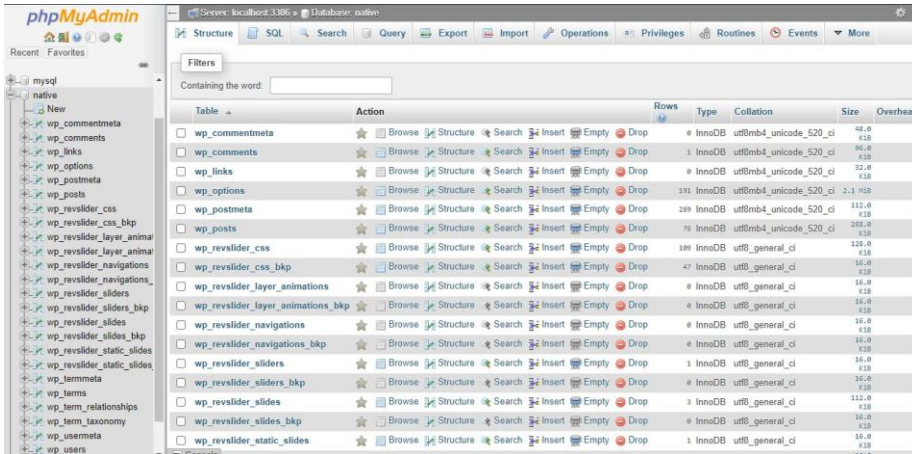 phpMyAdmin
Recent Favorites
mysql
native
New
wp_commentmeta
wp_comments
wp_links
wp_options
wp_postmeta
wp_posts
wp_revslider_css
wp_revslider_css_bkp
wp_revslider_layer_animat
wp_revslider_layer_animat
wp_revslider_navigations
wp_revslider_navigations_
wp_revslider_sliders
wp_revslider_sliders_bkp
wp_revslider_slides
wp_revslider_slides_bkp
wp_revslider_static_slides
wp_revslider_static_slides_
wp_termmeta
wp_terms
wp_term_relationships
wp_term_taxonomy
wp_usermeta
wp_users
Server: localhost:3306 » Database: native
Structure SQL Search Query Export Import Operations Privileges Routines Events More
Filters
Containing the word:
Table Action Rows Type Collation Size Overhea
wp_commentmeta Browse Structure Search Insert Empty Drop 0 InnoDB utf8mb4_unicode_520_ci 48.0 KiB
wp_comments Browse Structure Search Insert Empty Drop 1 InnoDB utf8mb4_unicode_520_ci 96.0 KiB
wp_links Browse Structure Search Insert Empty Drop 0 InnoDB utf8mb4_unicode_520_ci 32.0 KiB
wp_options Browse Structure Search Insert Empty Drop 191 InnoDB utf8mb4_unicode_520_ci 2.1 MiB
wp_postmeta Browse Structure Search Insert Empty Drop 289 InnoDB utf8mb4_unicode_520_ci 112.0 KiB
wp_posts Browse Structure Search Insert Empty Drop 78 InnoDB utf8mb4_unicode_520_ci 288.0 KiB
wp_revslider_css Browse Structure Search Insert Empty Drop 109 InnoDB utf8_general_ci 128.0 KiB
wp_revslider_css_bkp Browse Structure Search Insert Empty Drop 47 InnoDB utf8_general_ci 16.0 KiB
wp_revslider_layer_animations Browse Structure Search Insert Empty Drop 0 InnoDB utf8_general_ci 16.0 KiB
wp_revslider_layer_animations_bkp Browse Structure Search Insert Empty Drop 0 InnoDB utf8_general_ci 16.0 KiB
wp_revslider_navigations Browse Structure Search Insert Empty Drop 0 InnoDB utf8_general_ci 16.0 KiB
wp_revslider_navigations_bkp Browse Structure Search Insert Empty Drop 0 InnoDB utf8_general_ci 16.0 KiB
wp_revslider_sliders Browse Structure Search Insert Empty Drop 1 InnoDB utf8_general_ci 16.0 KiB
wp_revslider_sliders_bkp Browse Structure Search Insert Empty Drop 0 InnoDB utf8_general_ci 16.0 KiB
wp_revslider_slides Browse Structure Search Insert Empty Drop 3 InnoDB utf8_general_ci 112.0 KiB
wp_revslider_slides_bkp Browse Structure Search Insert Empty Drop 0 InnoDB utf8_general_ci 16.0 KiB
wp_revslider_static_slides Browse Structure Search Insert Empty Drop 1 InnoDB utf8_general_ci 16.0 KiB